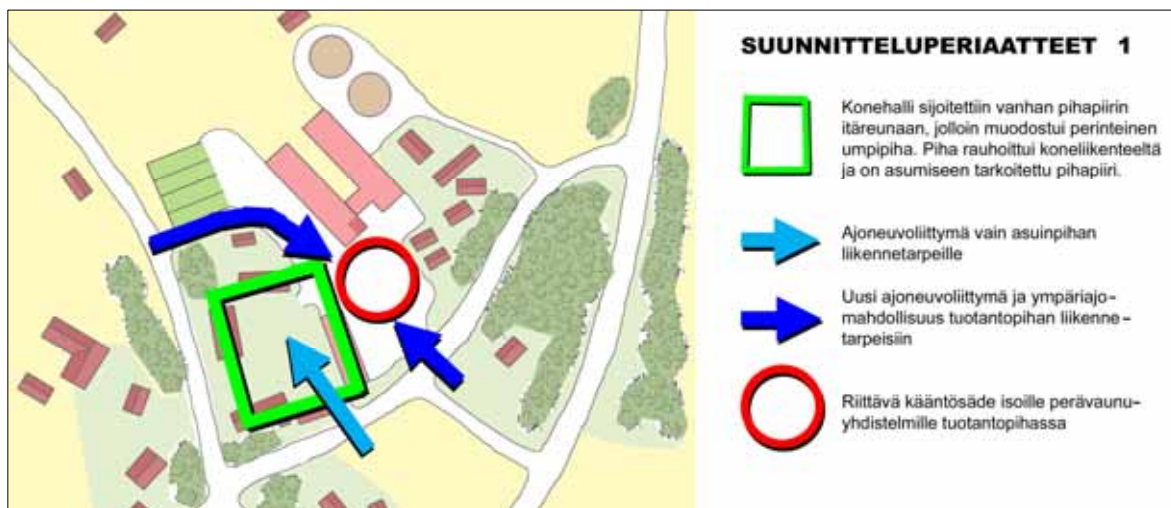 SUUNNITTELUPERIAATTEET 1
Konehalli sijoitettiin vanhan pihapiirin
itäreunaan, jolloin muodostui perinteinen
umpipiha. Piha rauhoittui koneliikenteeltä
ja on asumiseen tarkoitettu pihapiiri.
Ajoneuvoliittymä vain asuinpihan
liikennetarpeille
Uusi ajoneuvoliittymä ja ympäriajo-
mahdollisuus tuotantopihan liikenne-
tarpeisiin
Riittävä kääntösäde isoille perävaunu-
yhdistelmille tuotantopihassa